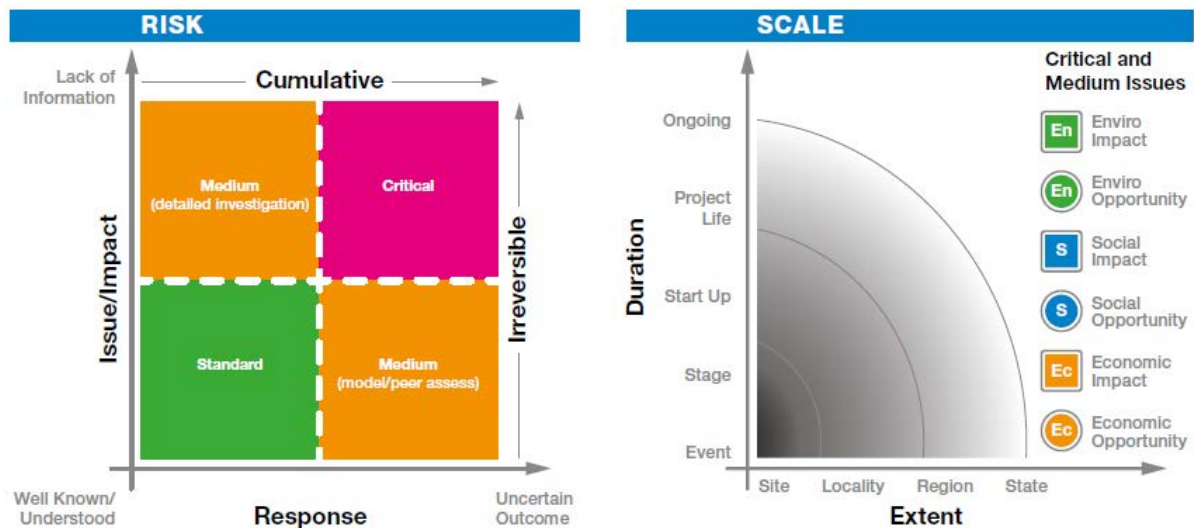 RISK
Lack of
Information
Cumulative
Medium
(detailed investigation)
Critical
Issue/Impact
Irreversible
Standard
Medium
(model/peer assess)
Well Known/
Understood
Response
Uncertain
Outcome
SCALE
Critical and
Medium Issues
Duration
Ongoing
Project
Life
Start Up
Stage
Event
Site
Locality
Region
State
Extent
En
Enviro
Impact
En
Enviro
Opportunity
S
Social
Impact
S
Social
Opportunity
Ec
Economic
Impact
Ec
Economic
Opportunity